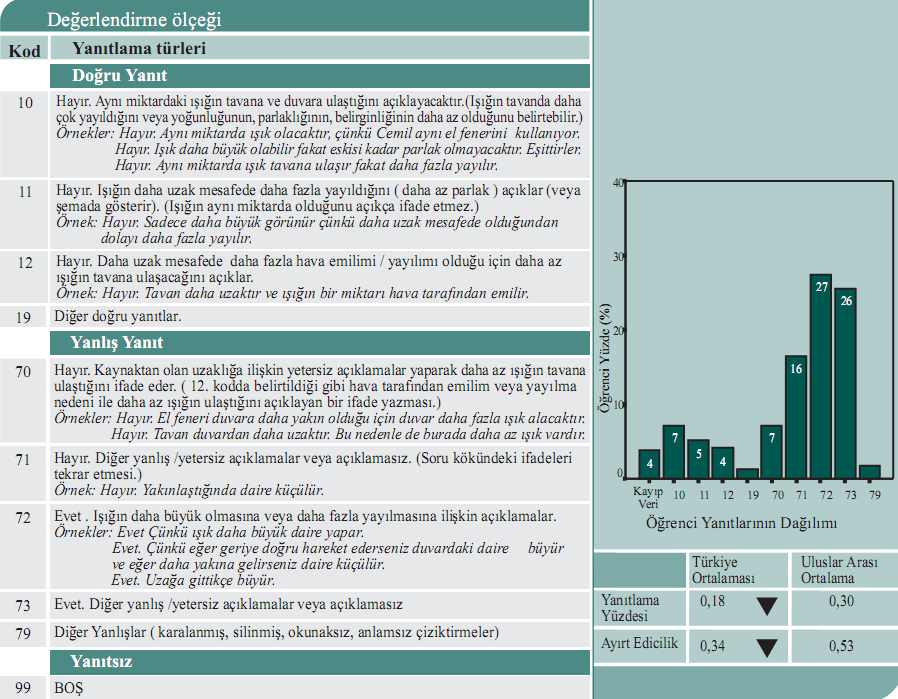 Değerlendirme ölçeği
Kod Yanıtlama türleri
Doğru Yanıt
10 Hayır. Aynı miktardaki ışığın tavana ve duvara ulaştığını açıklayacaktır.(Işığın tavanda daha
çok yayıldığını veya yoğunluğunun, parlaklığının, belirginliğinin daha az olduğunu belirtebilir.)
Örnekler: Hayır. Aynı miktarda ışık olacaktır, çünkü Cemil aynı el fenerini kullanıyor.
Hayır. Işık daha büyük olabilir fakat eskisi kadar parlak olmayacaktır. Eşittirler.
Hayır. Aynı miktarda ışık tavana ulaşır fakat daha fazla yayılır.
11 Hayır. Işığın daha uzak mesafede daha fazla yayıldığını ( daha az parlak ) açıklar (veya
şemada gösterir). (Işığın aynı miktarda olduğunu açıkça ifade etmez.)
Örnek: Hayır. Sadece daha büyük görünür çünkü daha uzak mesafede olduğundan
dolayı daha fazla yayılır.
12 Hayır. Daha uzak mesafede daha fazla hava emilimi / yayılımı olduğu için daha az
ışığın tavana ulaşacağını açıklar.
Örnek: Hayır. Tavan daha uzaktır ve ışığın bir miktarı hava tarafından emilir.
19 Diğer doğru yanıtlar.
Yanlış Yanıt
70 Hayır. Kaynaktan olan uzaklığa ilişkin yetersiz açıklamalar yaparak daha az ışığın tavana
ulaştığını ifade eder. ( 12. kodda belirtildiği gibi hava tarafından emilim veya yayılma
nedeni ile daha az ışığın ulaştığını açıklayan bir ifade yazması.)
Örnekler: Hayır. El feneri duvara daha yakın olduğu için duvar daha fazla ışık alacaktır.
Hayır. Tavan duvardan daha uzaktır. Bu nedenle de burada daha az ışık vardır.
71 Hayır. Diğer yanlış /yetersiz açıklamalar veya açıklamasız. (Soru kökündeki ifadeleri
tekrar etmesi.)
Örnek: Hayır. Yakınlaştığında daire küçülür.
72 Evet . Işığın daha büyük olmasına veya daha fazla yayılmasına ilişkin açıklamalar.
Örnekler: Evet Çünkü ışık daha büyük daire yapar.
Evet. Çünkü eğer geriye doğru hareket ederseniz duvardaki daire büyür
ve eğer daha yakına gelirseniz daire küçülür.
Evet. Uzağa gittikçe büyür.
73 Evet. Diğer yanlış /yetersiz açıklamalar veya açıklamasız
79 Diğer Yanlışlar ( karalanmış, silinmiş, okunaksız, anlamsız çiziktirmeler)
Yanıtsız
99 BOŞ
Öğrenci Yüzde (%)
40
30
20
10
0
4 7 5 4 7 16 27 26
Kayıp Veri 10 11 12 19 70 71 72 73 79
Öğrenci Yanıtlarının Dağılımı
Türkiye Ortalaması Uluslar Arası Ortalama
Yanıtlama Yüzdesi 0,18 0,30
Ayırt Edicilik 0,34 0,53